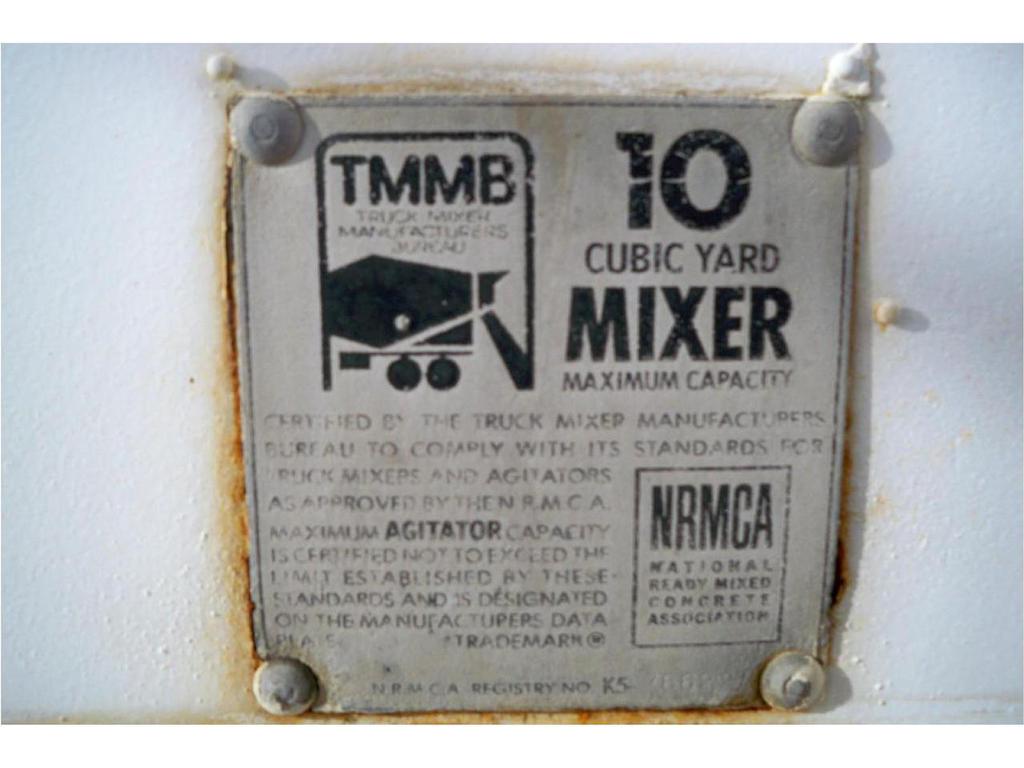 TMMB
TRUCK MIXER
MANUFACTURERS
BUREAU
10
CUBIC YARD
MIXER
MAXIMUM CAPACITY
CERTIFIED BY THE TRUCK MIXER MANUFACTURERS
BUREAU TO COMPLY WITH ITS STANDARDS FOR
TRUCK MIXERS AND AGITATORS
AS APPROVED BY THE N.R.M.C.A.
MAXIMUM AGITATOR CAPACITY
IS CERTIFIED NOT TO EXCEED THE
LIMIT ESTABLISHED BY THESE
STANDARDS AND IS DESIGNATED
ON THE MANUFACTURERS DATA
PLATE. TRADEMARK®
NRMCA
NATIONAL
READY MIXED
CONCRETE
ASSOCIATION
N.R.M.C.A. REGISTRY NO. K5-